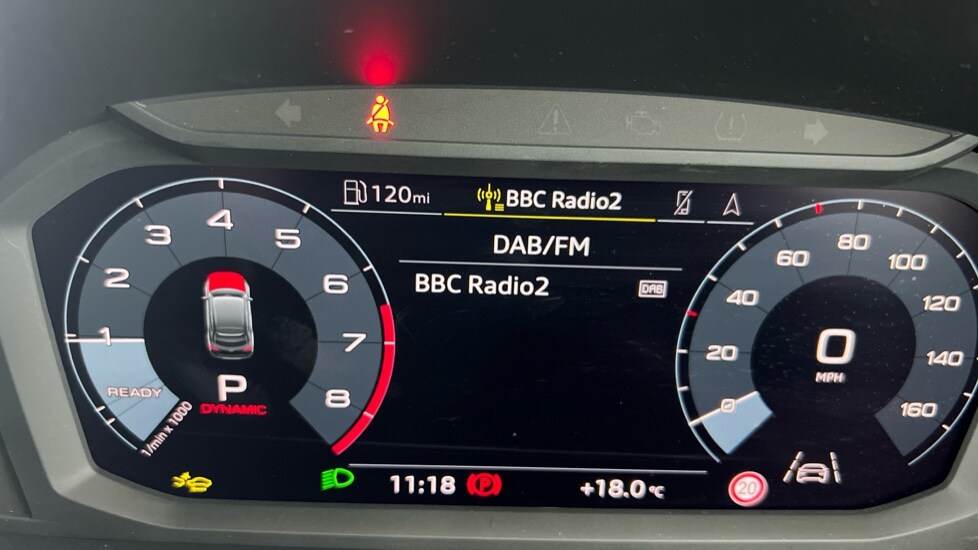 120mi BBC Radio2
DAB/FM
BBC Radio2 DAB
1 2 3 4 5 6 7 8
READY
1/min x 1000
P
DYNAMIC
0 20 40 60 80 100 120 140 160
0
MPH
11:18 P +18.0°C 20